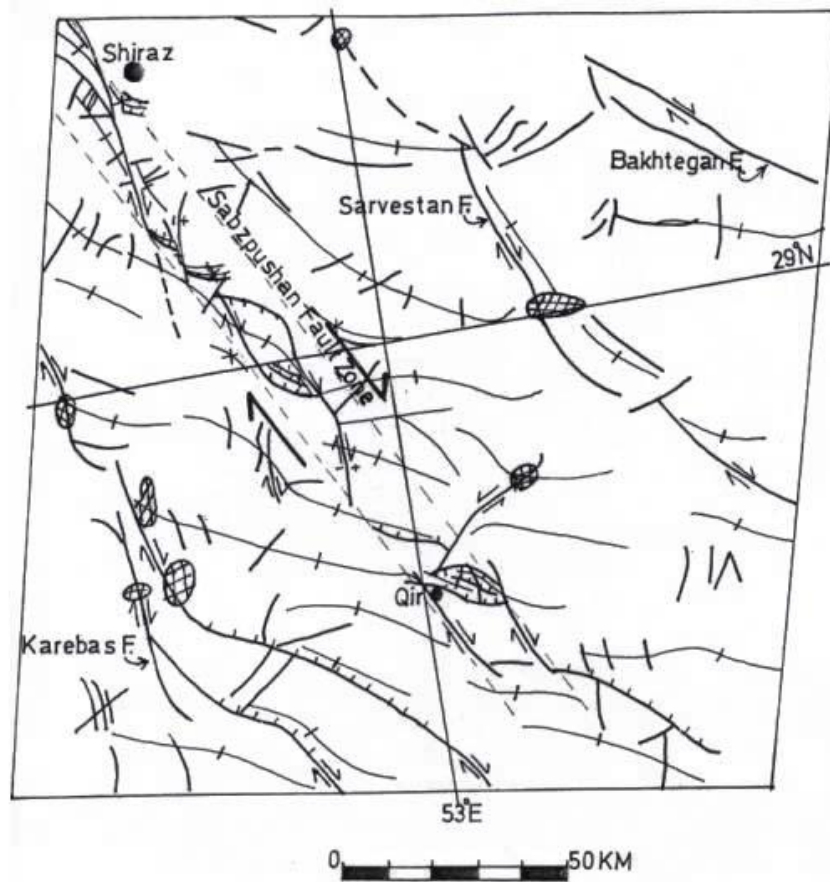 Shiraz
Bakhtegan F.
Sarvestan F.
Sabzpushan Fault Zone
29°N
Qir
Karebas F.
53°E
0 50 KM